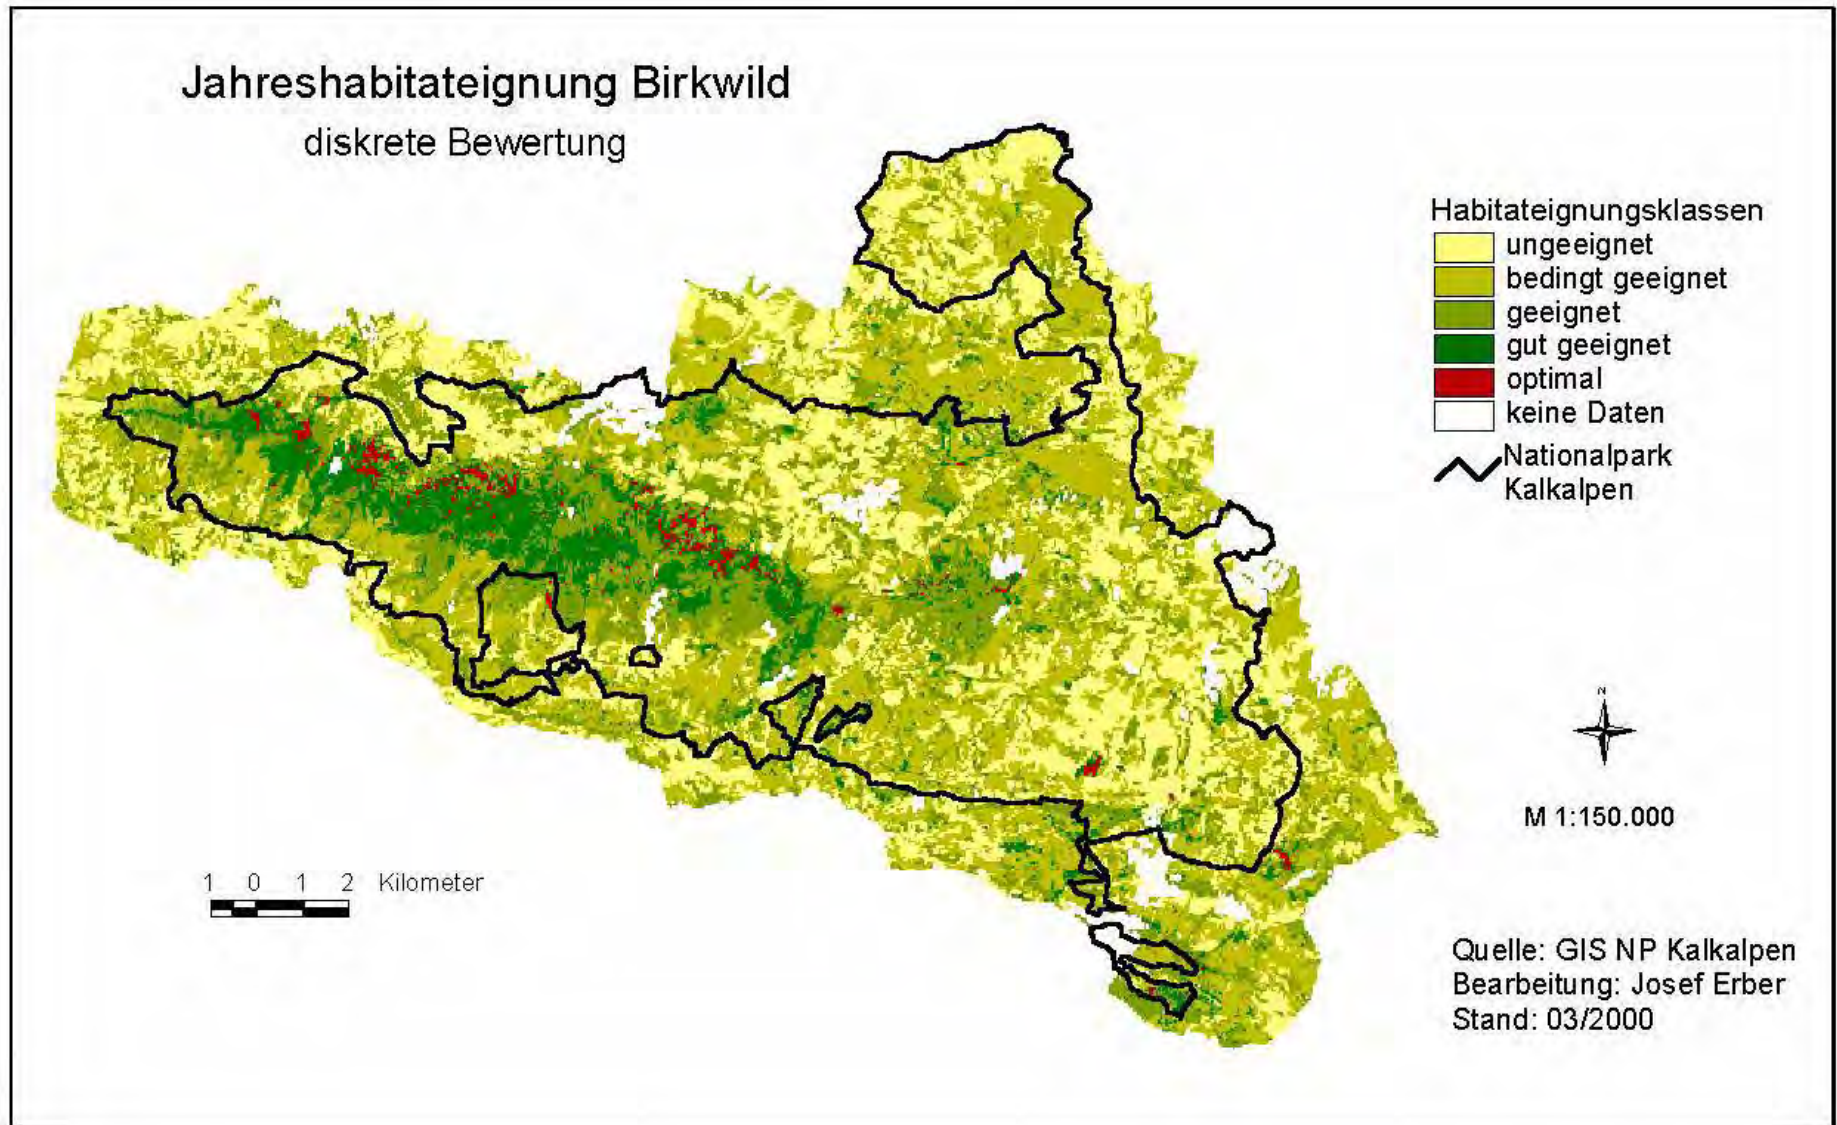 Jahreshabitateignung Birkwild
diskrete Bewertung
Habitateignungsklassen
ungeeignet
bedingt geeignet
geeignet
gut geeignet
optimal
keine Daten
Nationalpark
Kalkalpen
N
M 1:150.000
1 0 1 2 Kilometer
Quelle: GIS NP Kalkalpen
Bearbeitung: Josef Erber
Stand: 03/2000